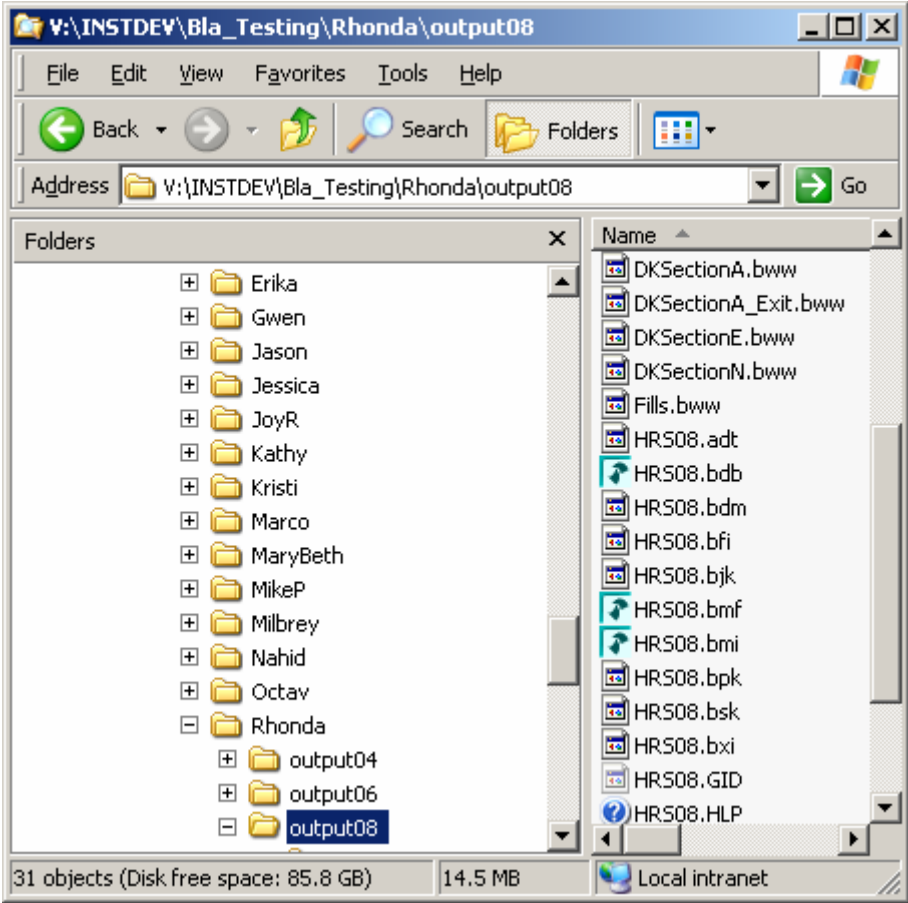 V:\INSTDEV\Bla_Testing\Rhonda\output08
File Edit View Favorites Tools Help
Back Search Folders
Address V:\INSTDEV\Bla_Testing\Rhonda\output08 Go
Folders
Erika
Gwen
Jason
Jessica
JoyR
Kathy
Kristi
Marco
MaryBeth
MikeP
Milbrey
Nahid
Octav
Rhonda
output04
output06
output08
Name
DKSectionA.bww
DKSectionA_Exit.bww
DKSectionE.bww
DKSectionN.bww
Fills.bww
HRS08.adt
HRS08.bdb
HRS08.bdm
HRS08.bfi
HRS08.bjk
HRS08.bmf
HRS08.bmi
HRS08.bpk
HRS08.bsk
HRS08.bxi
HRS08.GID
HRS08.HLP
31 objects (Disk free space: 85.8 GB) 14.5 MB Local intranet